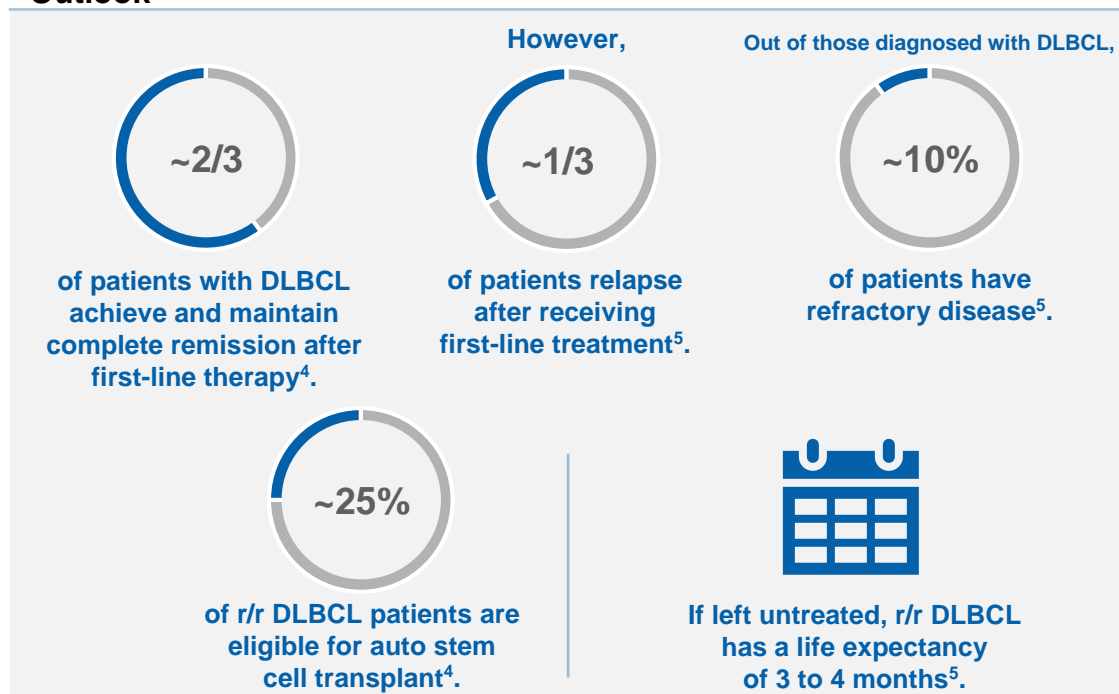 Outlook
~2/3
of patients with DLBCL
achieve and maintain
complete remission after
first-line therapy4.
However,
~1/3
of patients relapse
after receiving
first-line treatment5.
Out of those diagnosed with DLBCL,
~10%
of patients have
refractory disease5.
~25%
of r/r DLBCL patients are
eligible for auto stem
cell transplant4.
If left untreated, r/r DLBCL
has a life expectancy
of 3 to 4 months5.